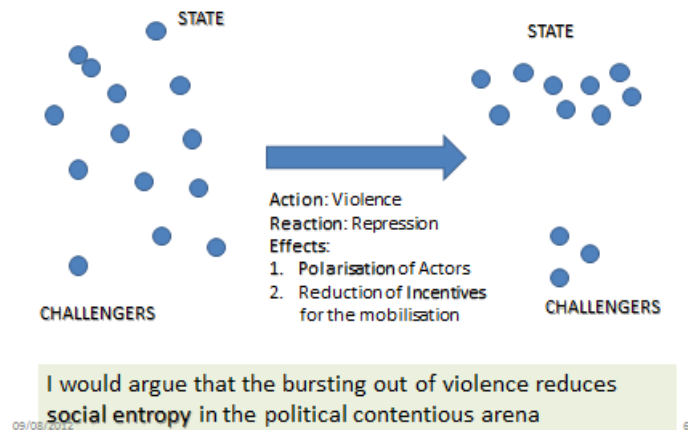 STATE
STATE
Action: Violence
Reaction: Repression
Effects:
1. Polarisation of Actors
2. Reduction of Incentives
for the mobilisation
CHALLENGERS
CHALLENGERS
I would argue that the bursting out of violence reduces
social entropy in the political contentious arena
09/08/2012
6